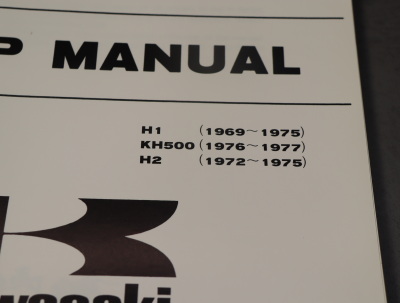 P MANUAL
H1 (1969~1975)
KH500 (1976~1977)
H2 (1972~1975)